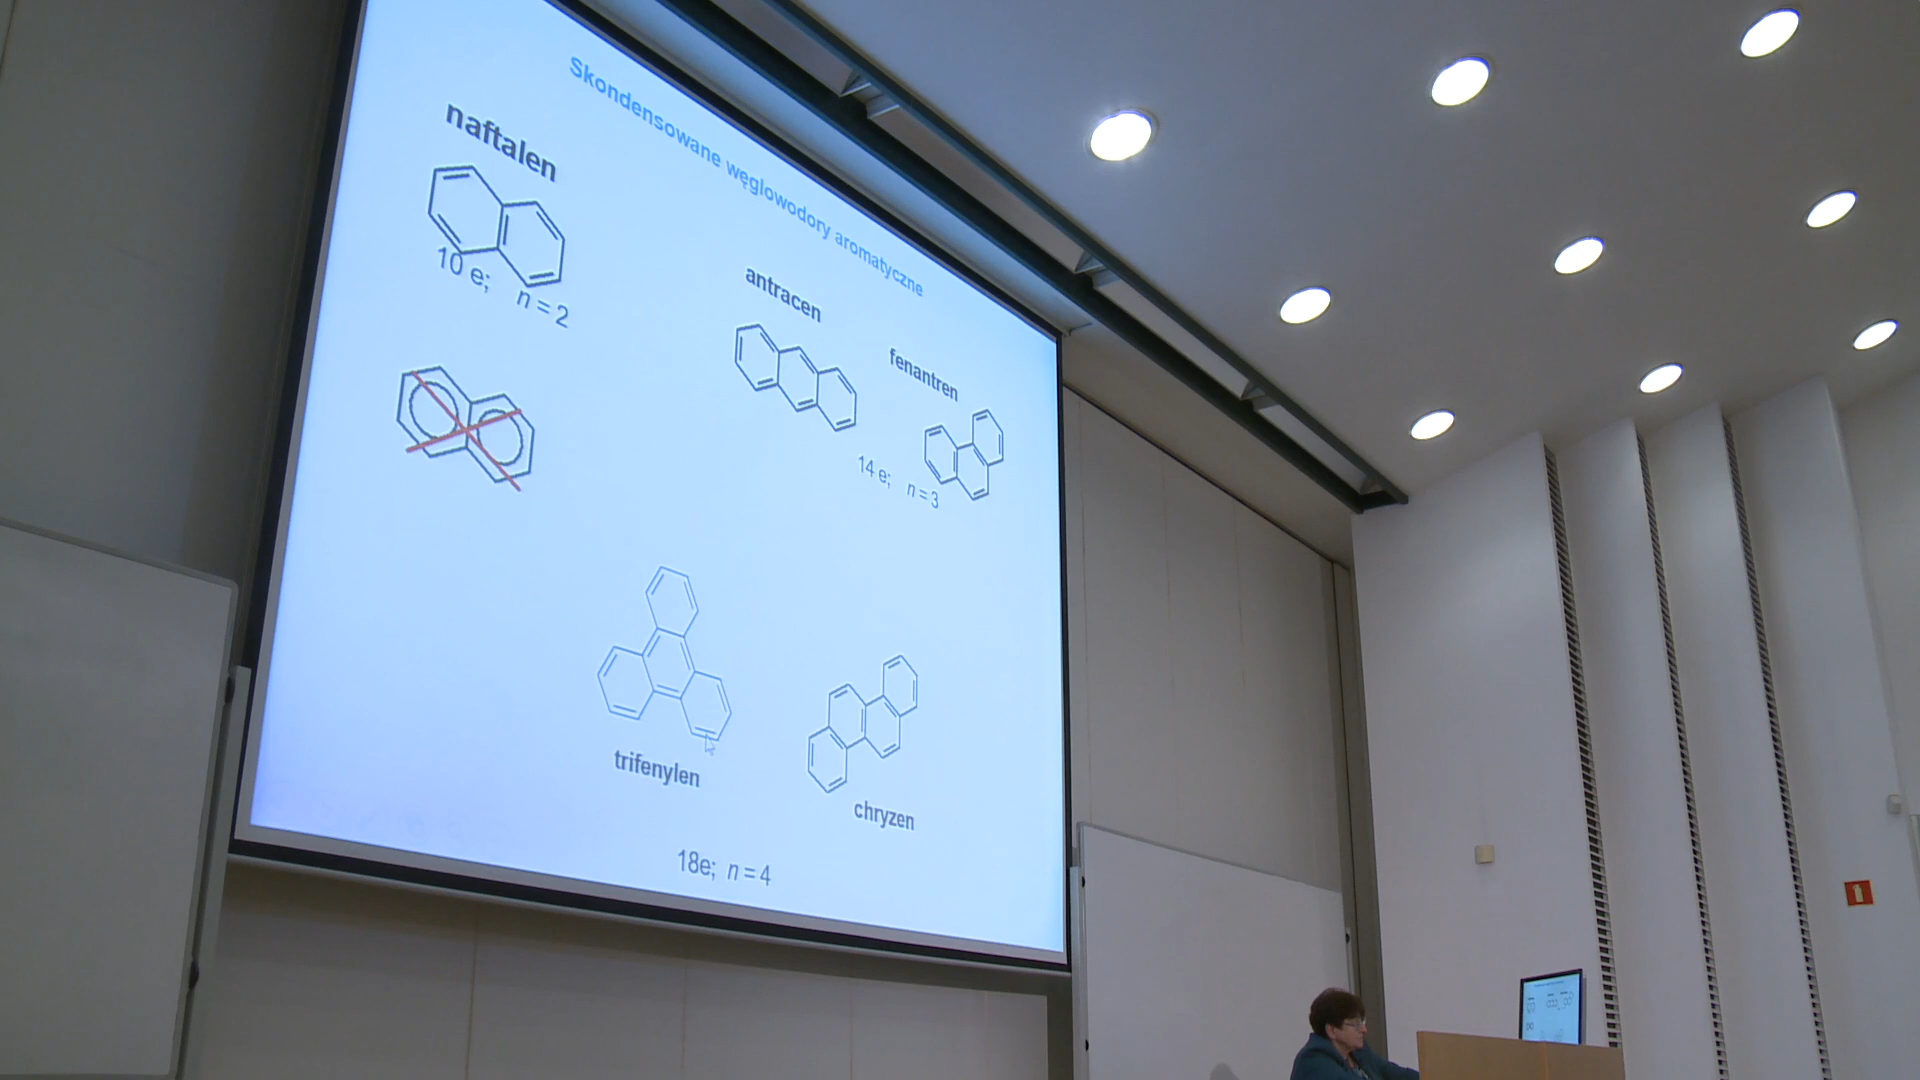 Skondensowane węglowodory aromatyczne
naftalen
10 e; n = 2
antracen
fenantren
14 e; n = 3
trifenylen
chryzen
18e; n = 4